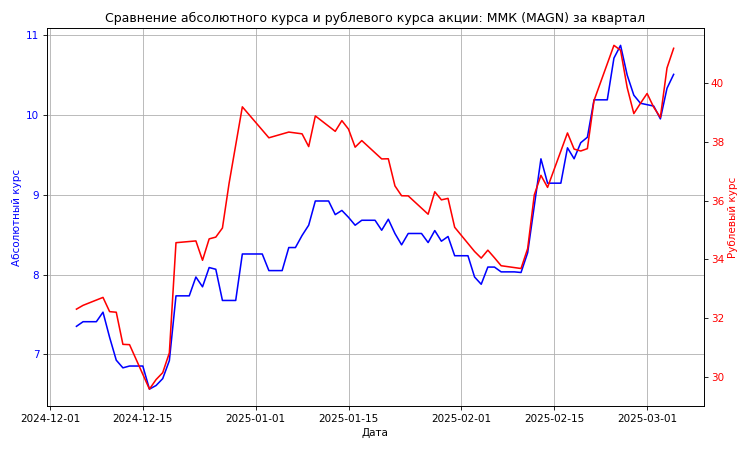 Сравнение абсолютного курса и рублевого курса акции: ММК (MAGN) за квартал
11
10
9
8
7
Абсолютный курс
40
38
36
34
32
30
Рублевый курс
2024-12-01 2024-12-15 2025-01-01 2025-01-15 2025-02-01 2025-02-15 2025-03-01
Дата